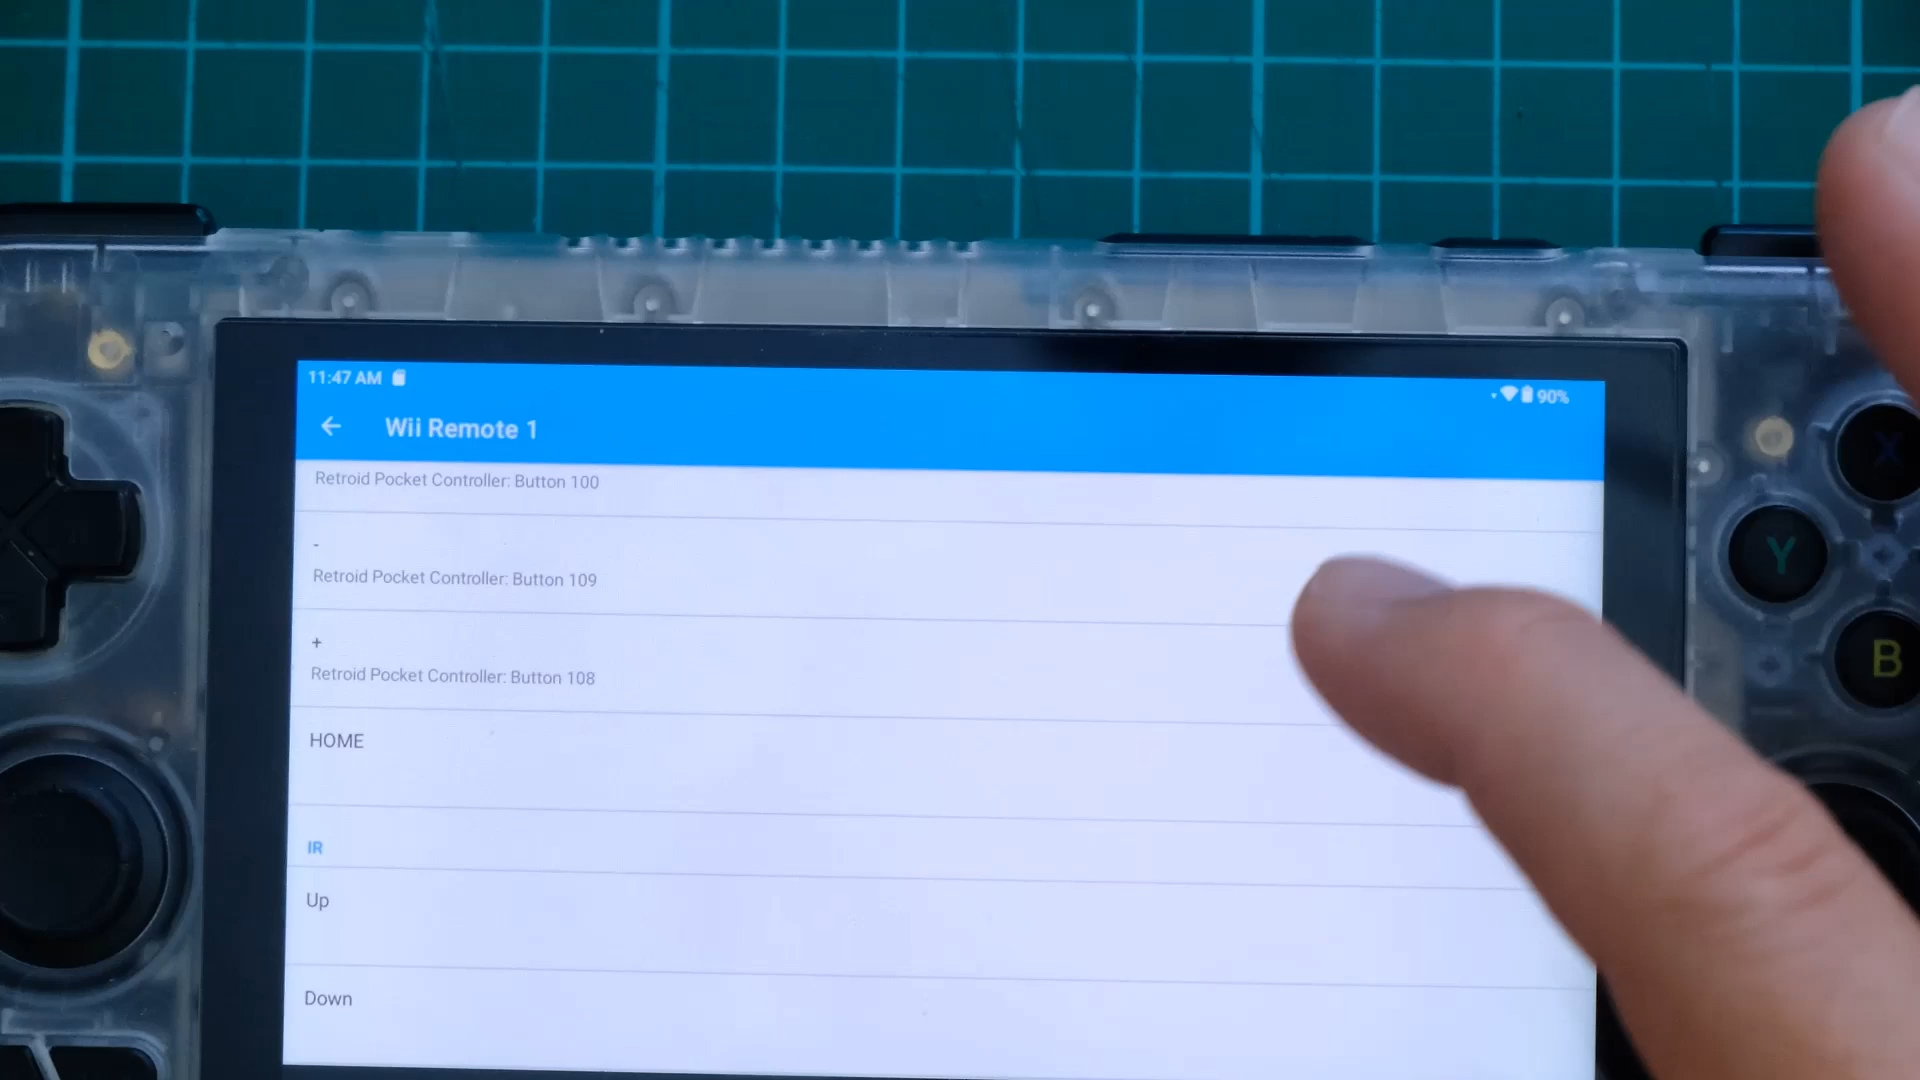 11:47 AM
90%
Wii Remote 1
Retroid Pocket Controller: Button 100
-
Retroid Pocket Controller: Button 109
+
Retroid Pocket Controller: Button 108
HOME
IR
Up
Down
X
Y
B